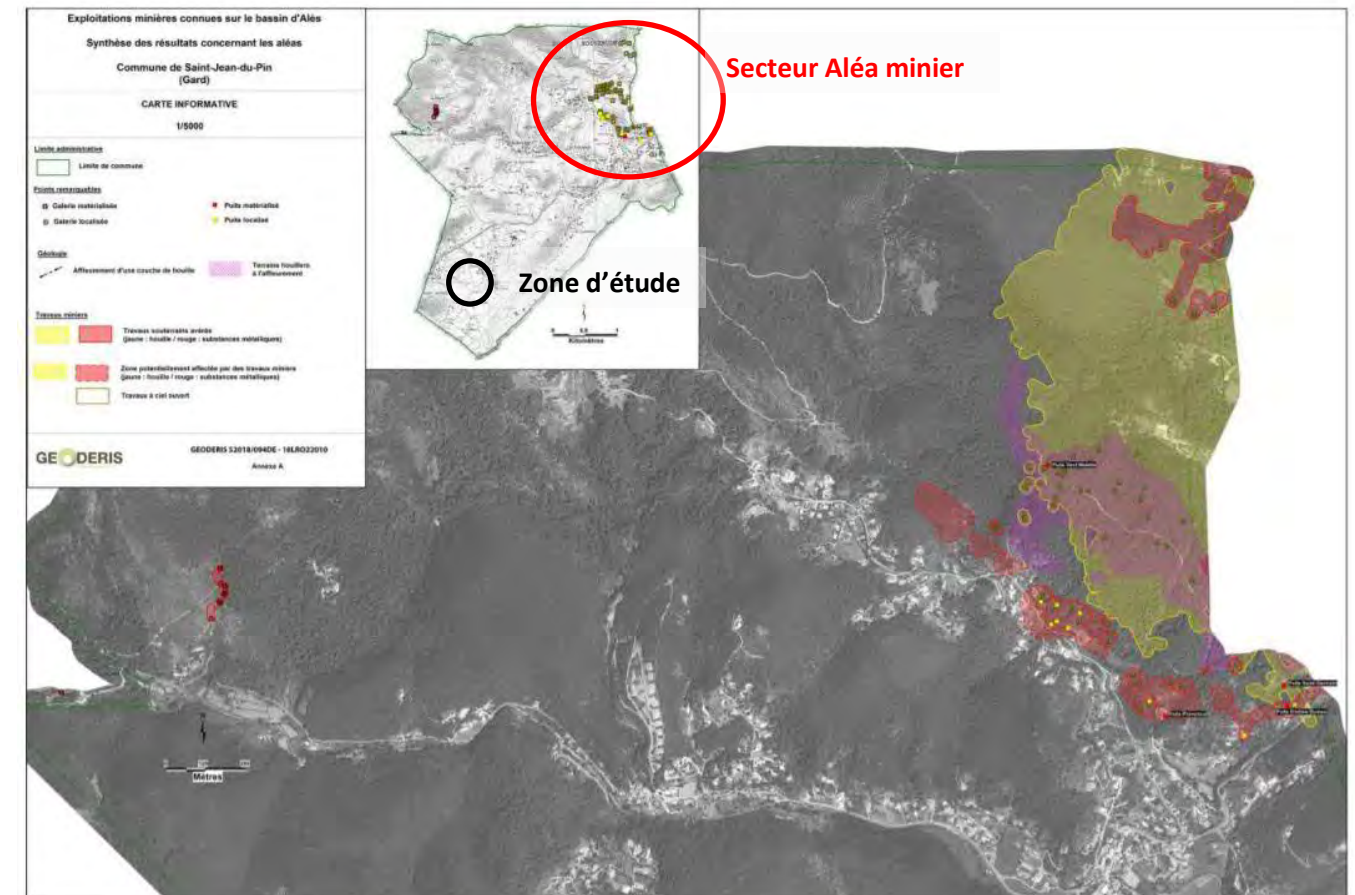 Exploitations minières connues sur le bassin d'Alès
Synthèse des résultats concernant les aléas
Commune de Saint-Jean-du-Pin
(Gard)
CARTE INFORMATIVE
1/5000
Limite administrative
Limite de commune
Points remarquables
Galerie matérialisée
Puits matérialisé
Galerie localisée
Puits localisé
Géologie
Affleurement d'une couche de houille
Terrains houillers
à l'affleurement
Travaux miniers
Travaux souterrains avérés
(jaune : houille / rouge : substances métalliques)
Zone potentiellement affectée par des travaux miniers
(jaune : houille / rouge : substances métalliques)
Travaux à ciel ouvert
GEODERIS
GEODERIS S2018/094DE - 16LRO22010
Annexe A
Secteur Aléa minier
Zone d'étude
Kilomètres
Mètres